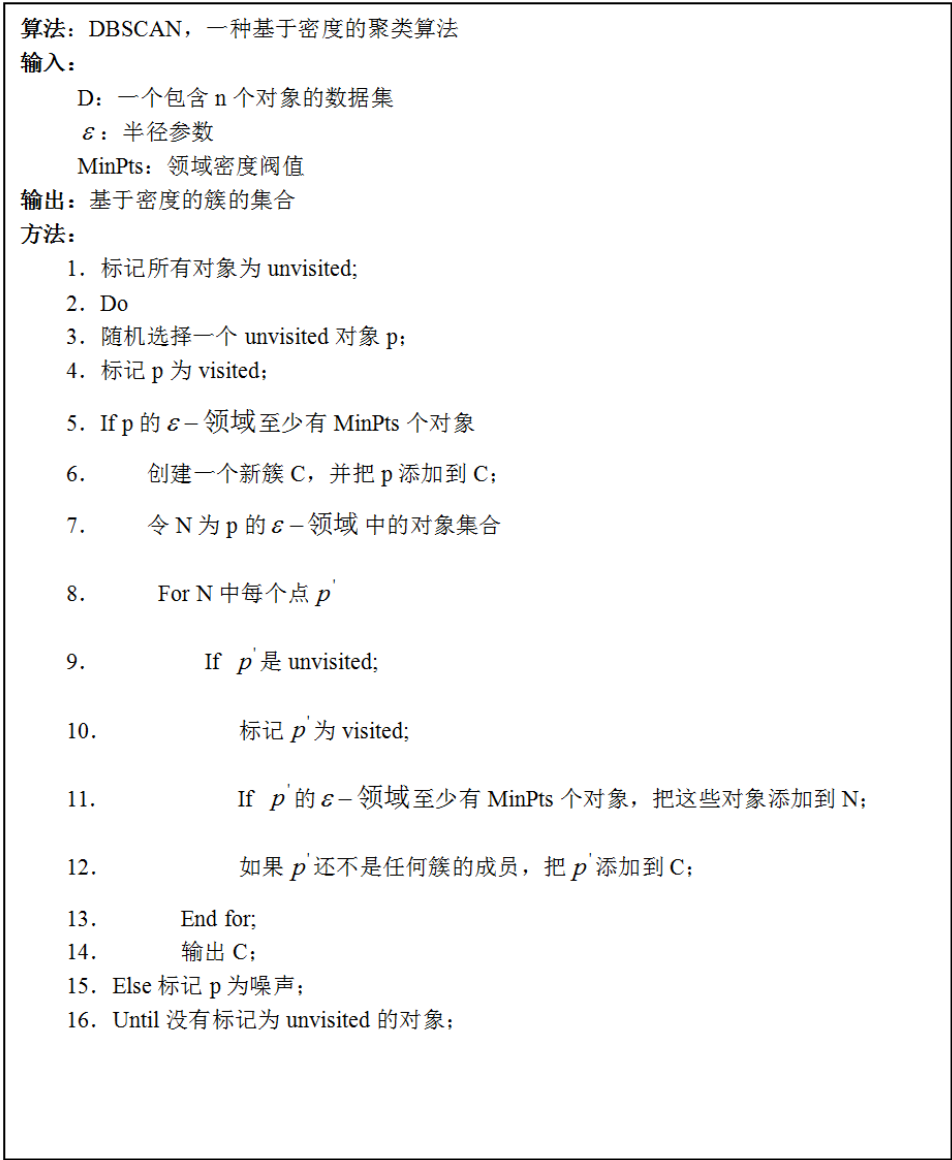 算法：DBSCAN，一种基于密度的聚类算法
输入：
D：一个包含 n 个对象的数据集
ε：半径参数
MinPts：领域密度阀值
输出：基于密度的簇的集合
方法：
1．标记所有对象为 unvisited;
2．Do
3．随机选择一个 unvisited 对象 p；
4．标记 p 为 visited；
5．If p 的 ε − 领域至少有 MinPts 个对象
6． 创建一个新簇 C，并把 p 添加到 C；
7． 令 N 为 p 的 ε − 领域 中的对象集合
8． For N 中每个点 p'
9． If p' 是 unvisited;
10． 标记 p' 为 visited;
11． If p' 的 ε − 领域至少有 MinPts 个对象，把这些对象添加到 N；
12． 如果 p' 还不是任何簇的成员，把 p' 添加到 C；
13． End for;
14． 输出 C；
15．Else 标记 p 为噪声；
16．Until 没有标记为 unvisited 的对象；